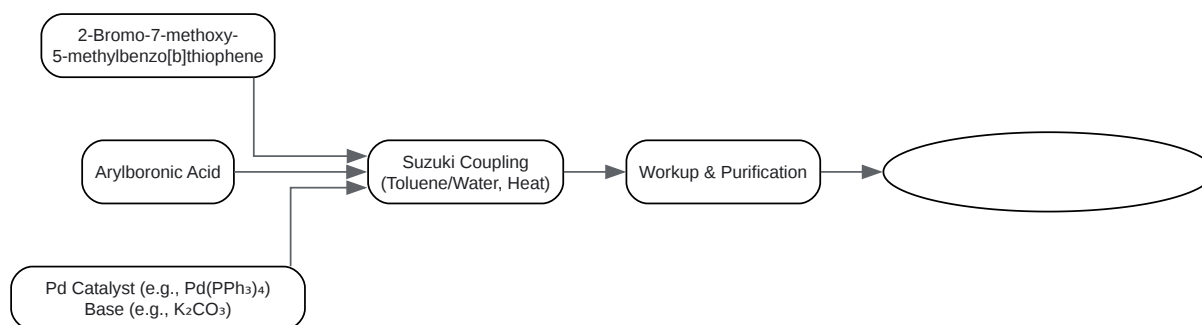 2-Bromo-7-methoxy-
5-methylbenzo[b]thiophene
Arylboronic Acid
Suzuki Coupling
(Toluene/Water, Heat)
Workup & Purification
Pd Catalyst (e.g., Pd(PPh₃)₄)
Base (e.g., K₂CO₃)